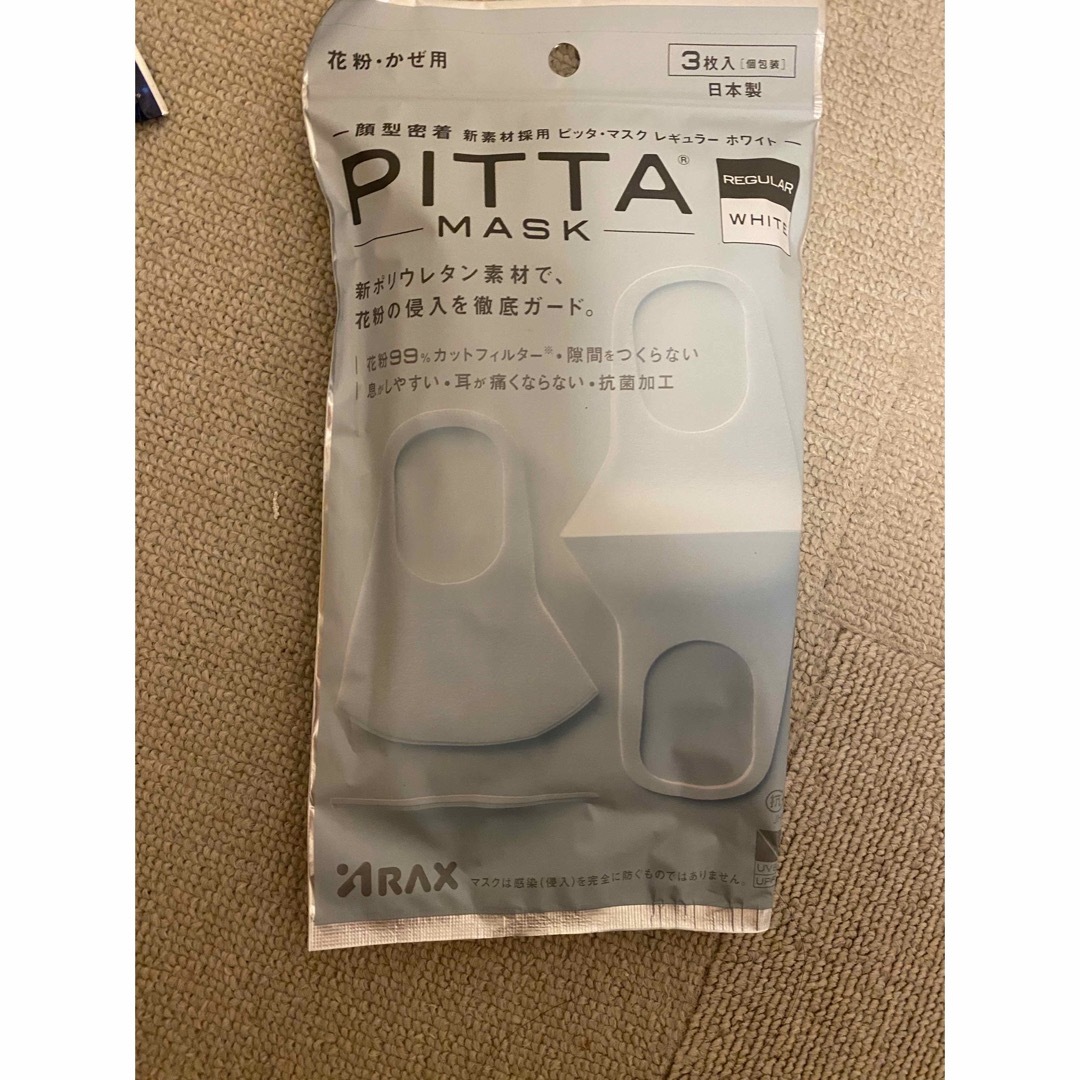 花粉・かぜ用
3枚入 [個包装]
日本製
顔型密着 新素材採用 ピッタ・マスク レギュラー ホワイト
PITTA®
MASK
REGULAR
WHITE
新ポリウレタン素材で、
花粉の侵入を徹底ガード。
花粉99%カットフィルター※・隙間をつくらない
息がしやすい・耳が痛くならない・抗菌加工
抗
UV
UPF
ARAX
マスクは感染(侵入)を完全に防ぐものではありません。